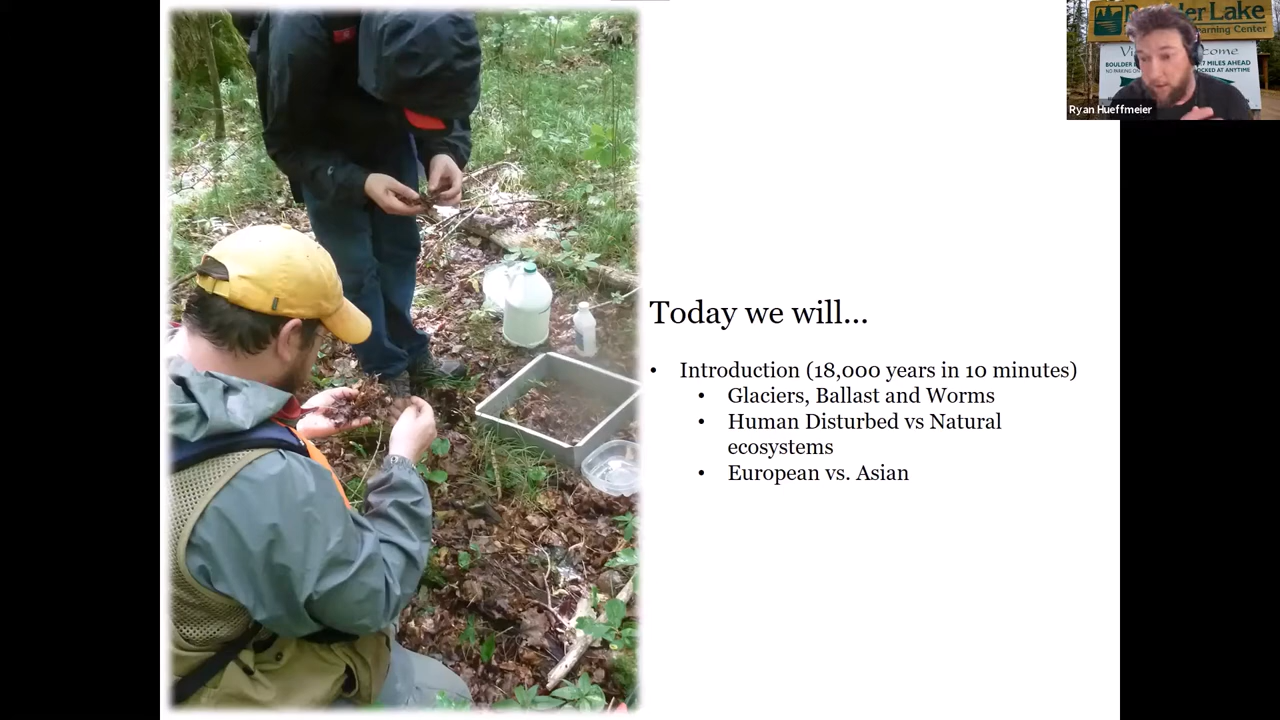 Boulder Lake
Learning Center
Ryan Hueffmeier
Today we will...
• Introduction (18,000 years in 10 minutes)
• Glaciers, Ballast and Worms
• Human Disturbed vs Natural
ecosystems
• European vs. Asian